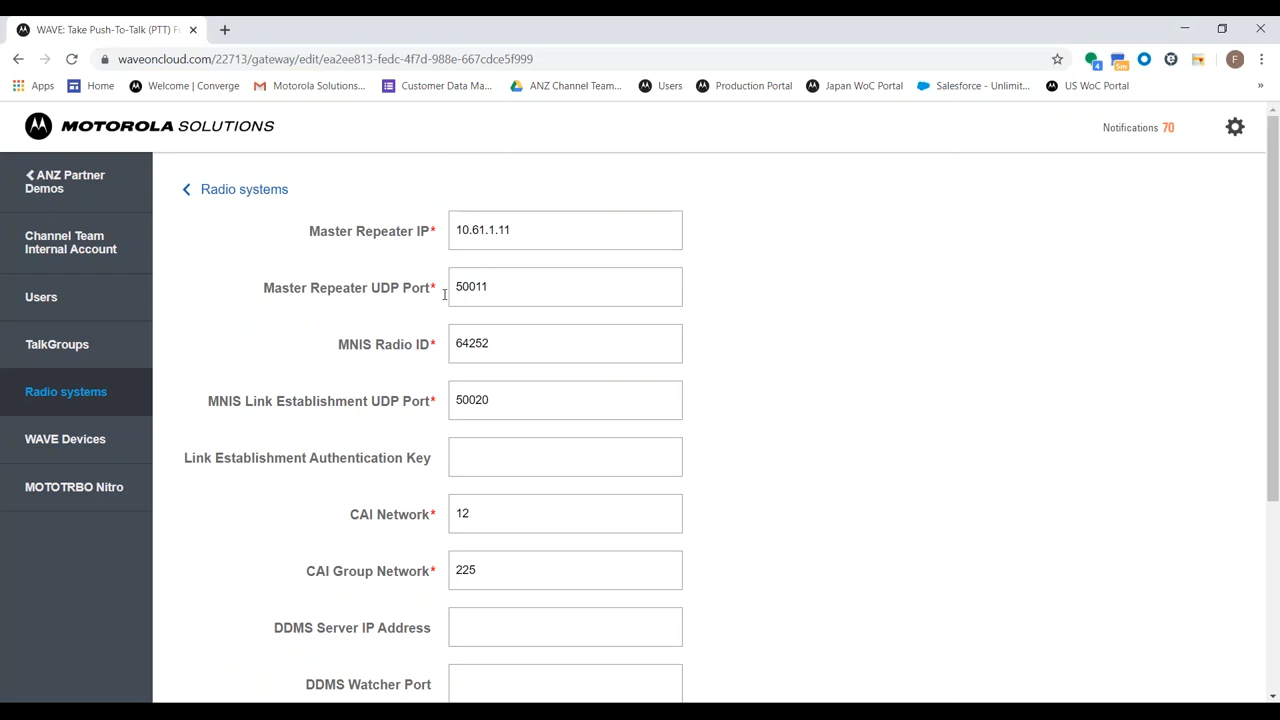 WAVE: Take Push-To-Talk (PTT) F
waveoncloud.com/22713/gateway/edit/ea2ee813-fedc-4f7d-988e-667cdbe5f999
4
5m
F
Apps
Home
Welcome | Converge
Motorola Solutions...
Customer Data Ma...
ANZ Channel Team...
Users
Production Portal
Japan WoC Portal
Salesforce - Unlimit...
US WoC Portal
»
MOTOROLA SOLUTIONS
Notifications 70
ANZ Partner
Demos
Channel Team
Internal Account
Users
TalkGroups
Radio systems
WAVE Devices
MOTOTRBO Nitro
Radio systems
Master Repeater IP* 10.61.1.11
Master Repeater UDP Port* 50011
MNIS Radio ID* 64252
MNIS Link Establishment UDP Port* 50020
Link Establishment Authentication Key
CAI Network* 12
CAI Group Network* 225
DDMS Server IP Address
DDMS Watcher Port